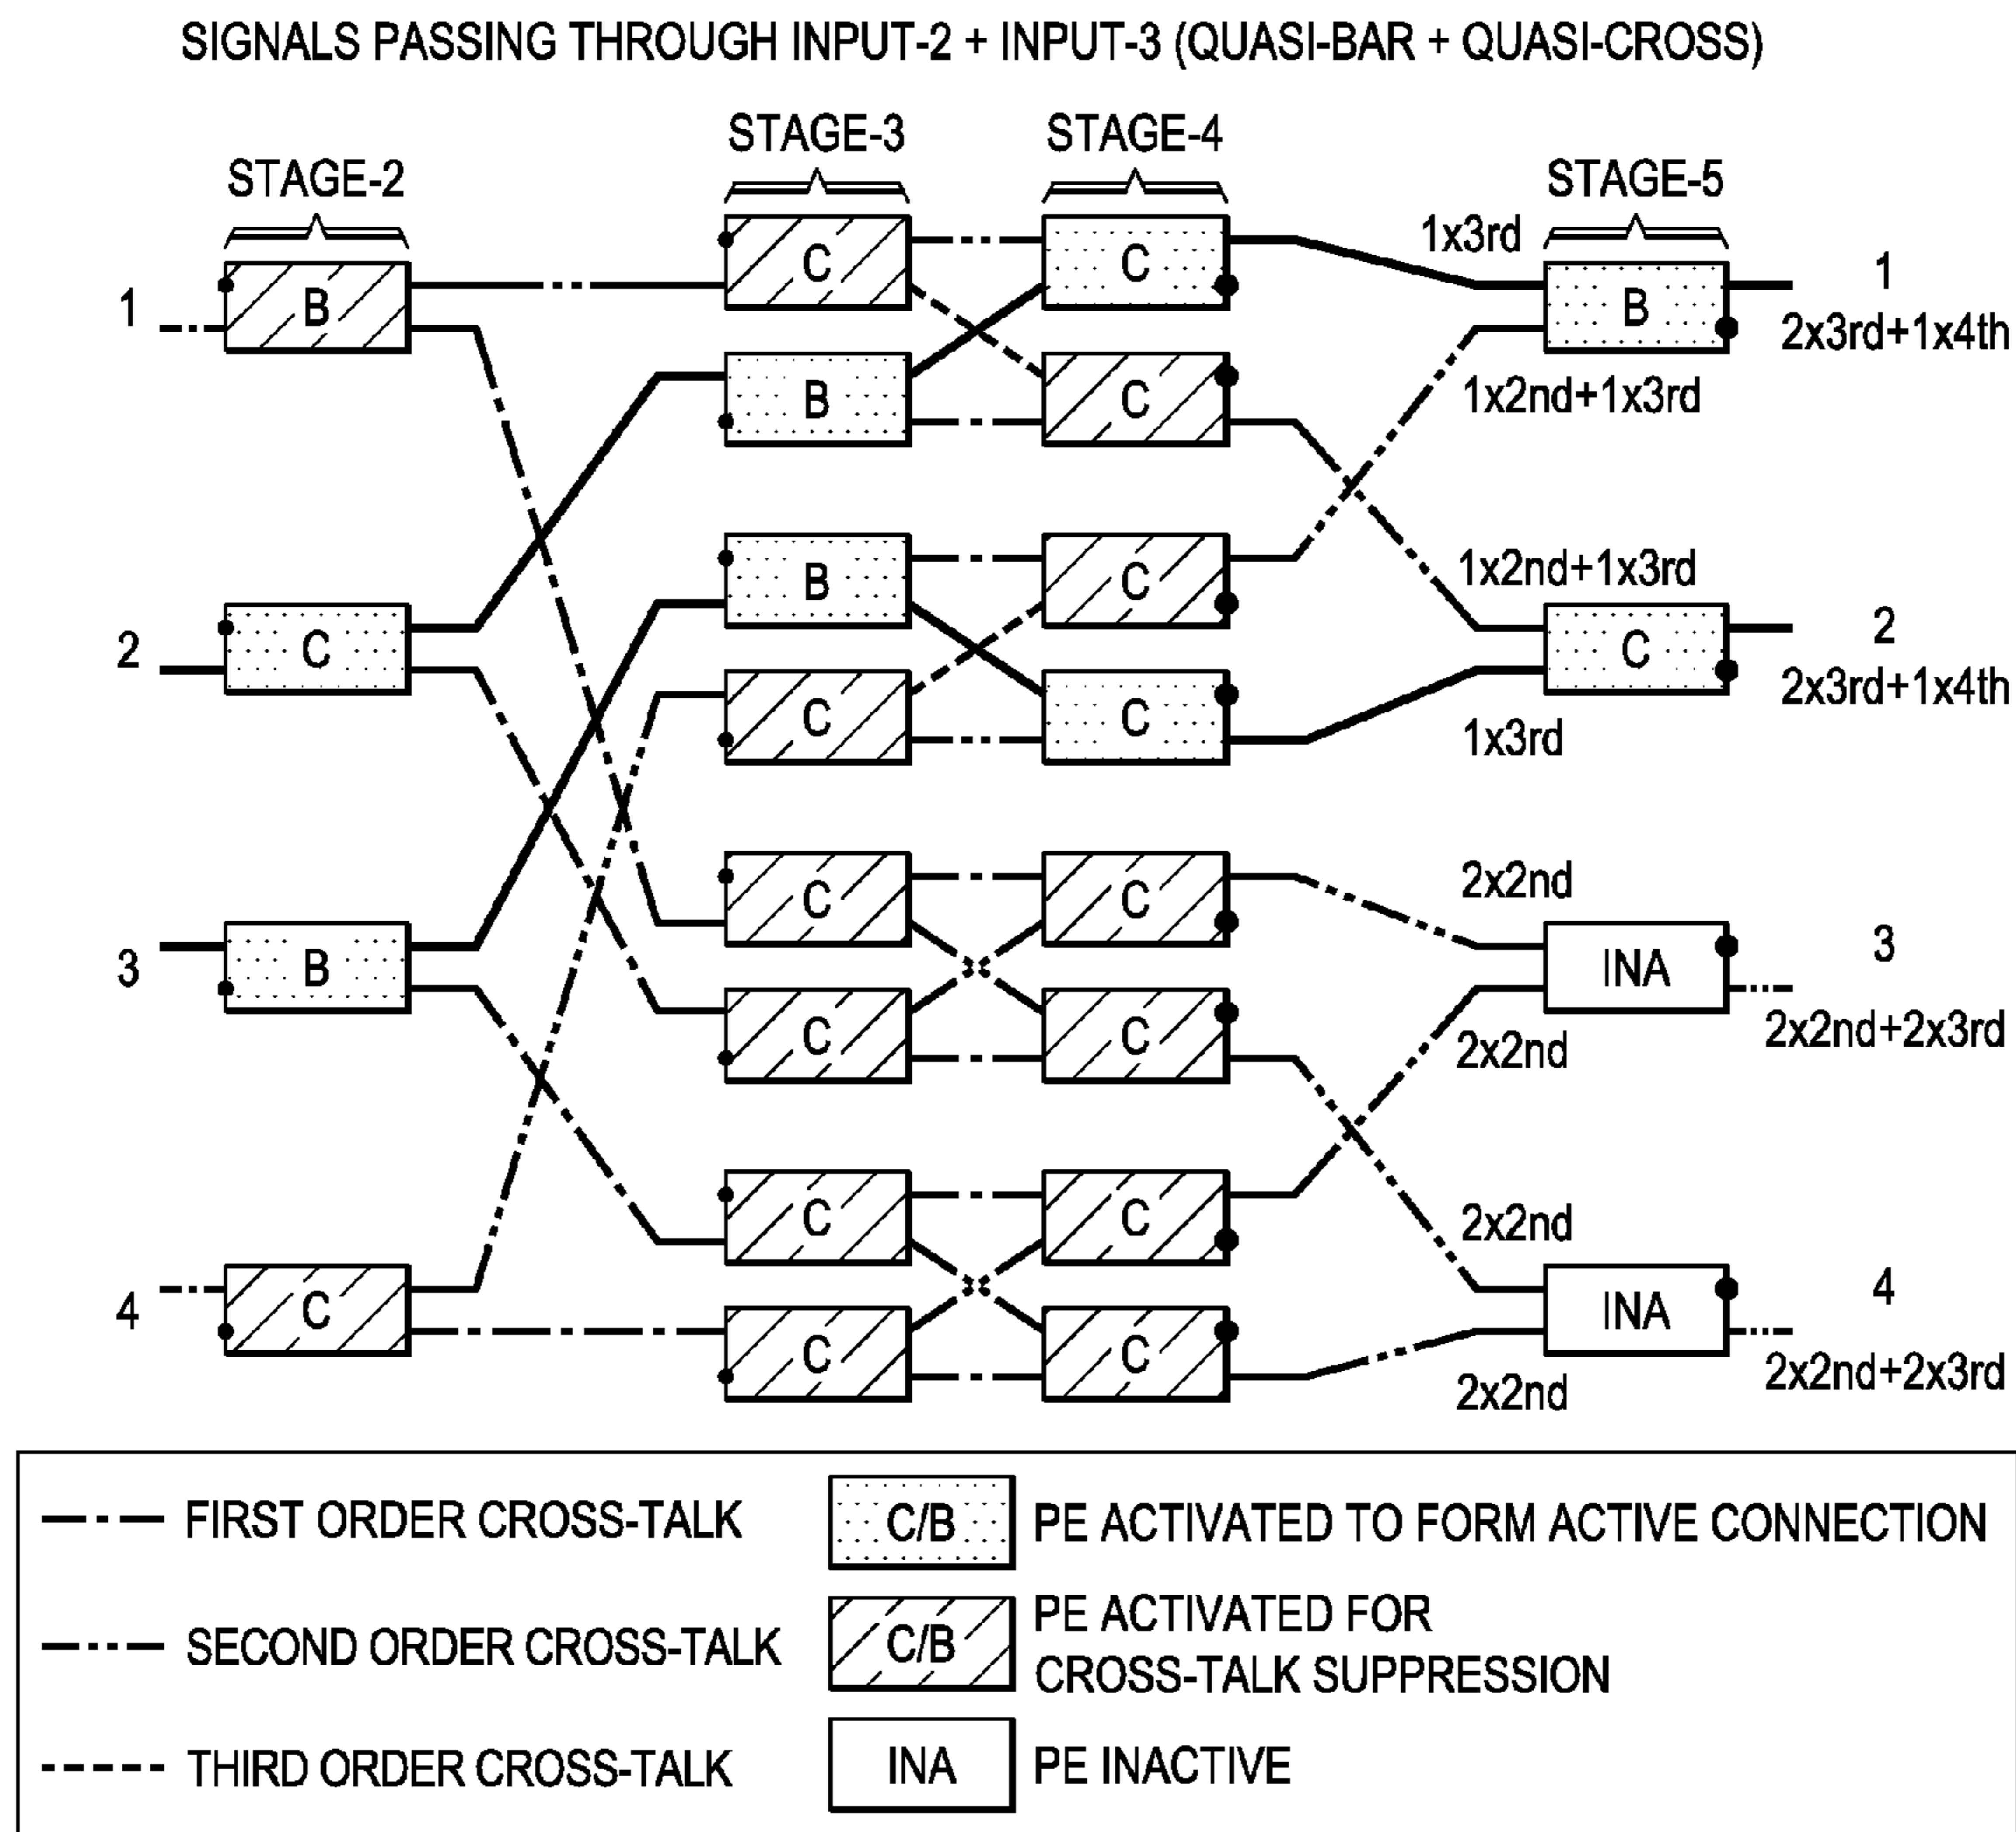 SIGNALS PASSING THROUGH INPUT-2 + INPUT-3 (QUASI-BAR + QUASI-CROSS)
STAGE-2
STAGE-3
STAGE-4
STAGE-5
1
B
2
C
3
B
4
C
C
B
B
C
C
C
C
C
C
C
C
C
C
C
C
C
1x3rd
1x2nd+1x3rd
1x2nd+1x3rd
1x3rd
2x2nd
2x2nd
2x2nd
2x2nd
B
1
2x3rd+1x4th
C
2
2x3rd+1x4th
INA
3
2x2nd+2x3rd
INA
4
2x2nd+2x3rd
FIRST ORDER CROSS-TALK
SECOND ORDER CROSS-TALK
THIRD ORDER CROSS-TALK
C/B PE ACTIVATED TO FORM ACTIVE CONNECTION
C/B PE ACTIVATED FOR
CROSS-TALK SUPPRESSION
INA PE INACTIVE